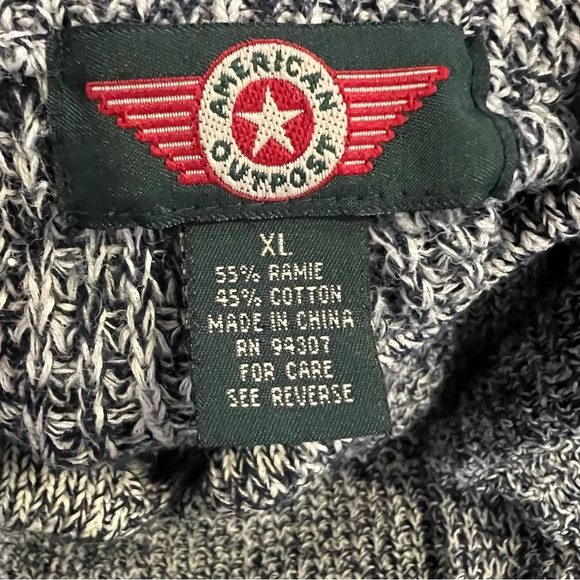 AMERICAN
OUTPOST
XL
55% RAMIE
45% COTTON
MADE IN CHINA
RN 94307
FOR CARE
SEE REVERSE